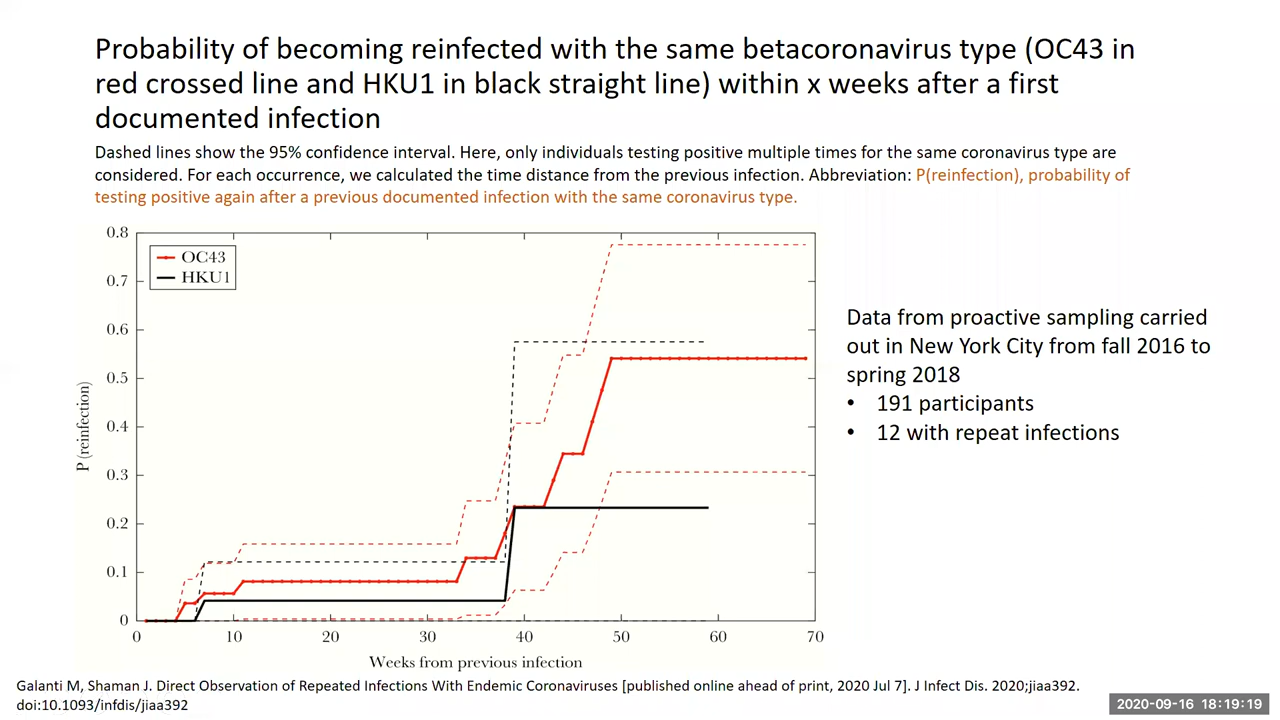 Probability of becoming reinfected with the same betacoronavirus type (OC43 in
red crossed line and HKU1 in black straight line) within x weeks after a first
documented infection
Dashed lines show the 95% confidence interval. Here, only individuals testing positive multiple times for the same coronavirus type are
considered. For each occurrence, we calculated the time distance from the previous infection. Abbreviation: P(reinfection), probability of
testing positive again after a previous documented infection with the same coronavirus type.
0.8
0.7
0.6
0.5
0.4
0.3
0.2
0.1
0
P (reinfection)
OC43
HKU1
0 10 20 30 40 50 60 70
Weeks from previous infection
Data from proactive sampling carried
out in New York City from fall 2016 to
spring 2018
• 191 participants
• 12 with repeat infections
Galanti M, Shaman J. Direct Observation of Repeated Infections With Endemic Coronaviruses [published online ahead of print, 2020 Jul 7]. J Infect Dis. 2020;jiaa392.
doi:10.1093/infdis/jiaa392
2020-09-16 18:19:19